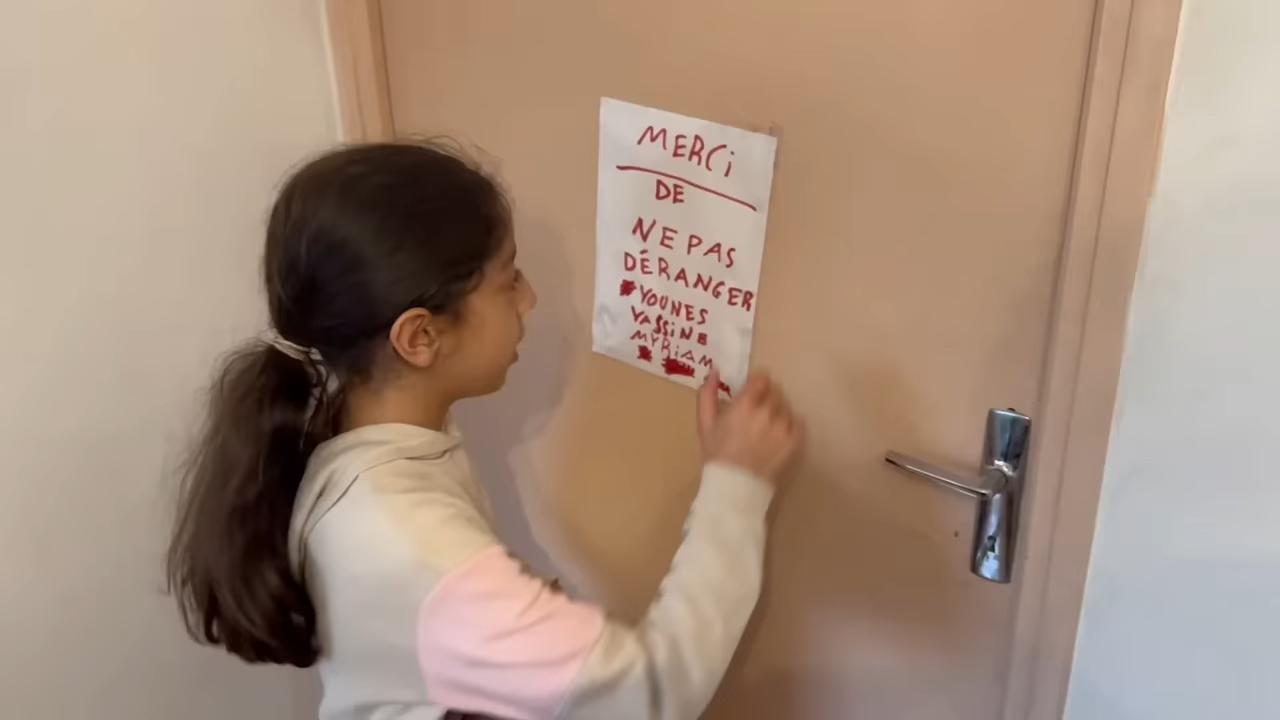 MERCi
DE
NE PAS
DÉRANGER
YOUNES
YASSiNE
MYRiAM